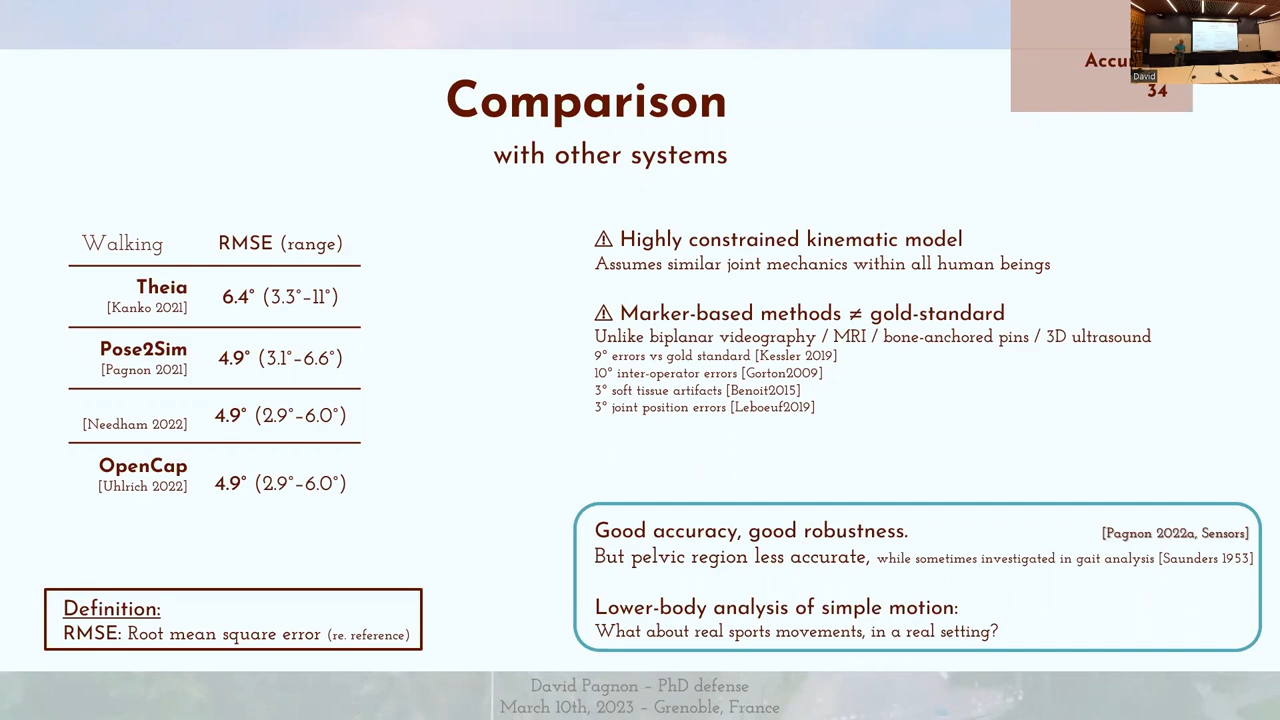 Accu
David
34
Comparison
with other systems
Walking RMSE (range)
Theia
[Kanko 2021]
6.4° (3.3°–11°)
Pose2Sim
[Pagnon 2021]
4.9° (3.1°–6.6°)
[Needham 2022]
4.9° (2.9°–6.0°)
OpenCap
[Uhlrich 2022]
4.9° (2.9°–6.0°)
Definition:
RMSE: Root mean square error (re. reference)
⚠ Highly constrained kinematic model
Assumes similar joint mechanics within all human beings
⚠ Marker-based methods ≠ gold-standard
Unlike biplanar videography / MRI / bone-anchored pins / 3D ultrasound
9° errors vs gold standard [Kessler 2019]
10° inter-operator errors [Gorton2009]
3° soft tissue artifacts [Benoit2015]
3° joint position errors [Leboeuf2019]
Good accuracy, good robustness. [Pagnon 2022a, Sensors]
But pelvic region less accurate, while sometimes investigated in gait analysis [Saunders 1953]
Lower-body analysis of simple motion:
What about real sports movements, in a real setting?
David Pagnon – PhD defense
March 10th, 2023 – Grenoble, France